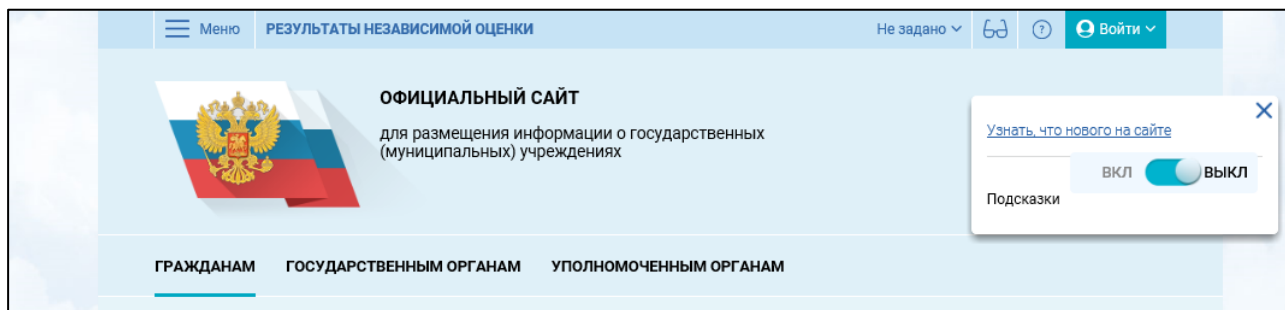 Меню РЕЗУЛЬТАТЫ НЕЗАВИСИМОЙ ОЦЕНКИ Не задано ? Войти
ОФИЦИАЛЬНЫЙ САЙТ
для размещения информации о государственных
(муниципальных) учреждениях
Узнать, что нового на сайте
ВКЛ ВЫКЛ
Подсказки
ГРАЖДАНАМ ГОСУДАРСТВЕННЫМ ОРГАНАМ УПОЛНОМОЧЕННЫМ ОРГАНАМ